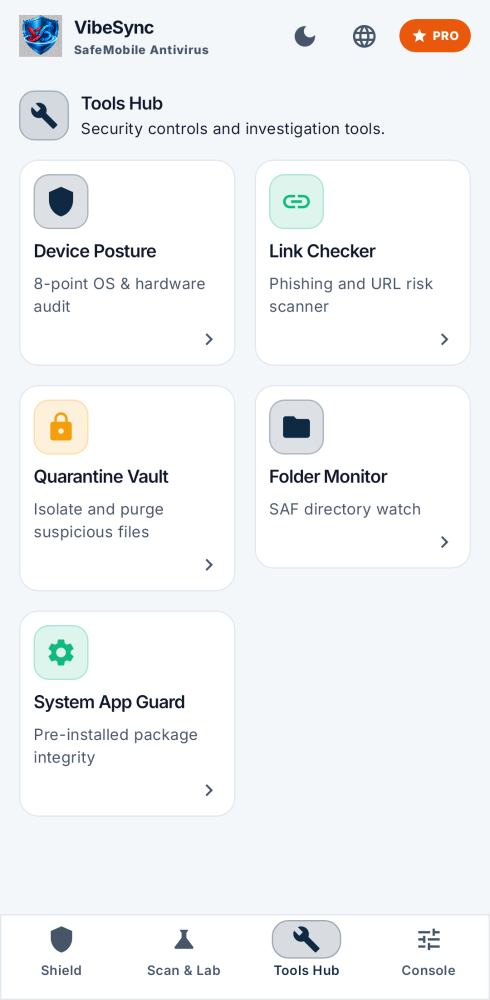 VibeSync
SafeMobile Antivirus
PRO
Tools Hub
Security controls and investigation tools.
Device Posture
8-point OS & hardware
audit
Link Checker
Phishing and URL risk
scanner
Quarantine Vault
Isolate and purge
suspicious files
Folder Monitor
SAF directory watch
System App Guard
Pre-installed package
integrity
Shield
Scan & Lab
Tools Hub
Console